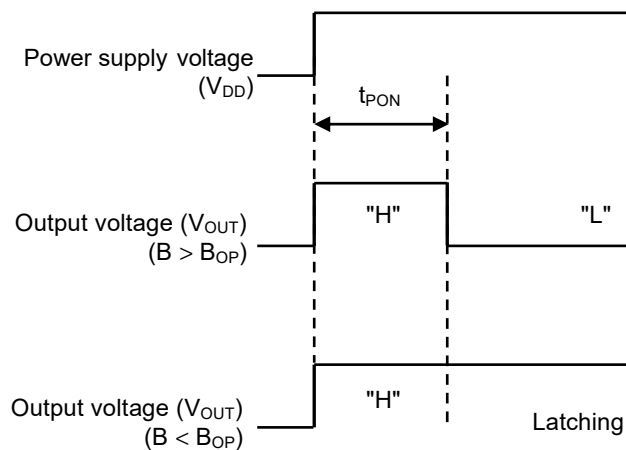 Power supply voltage
(VDD)
tPON
Output voltage (VOUT)
(B > BOP)
"H"
"L"
Output voltage (VOUT)
(B < BOP)
"H"
Latching